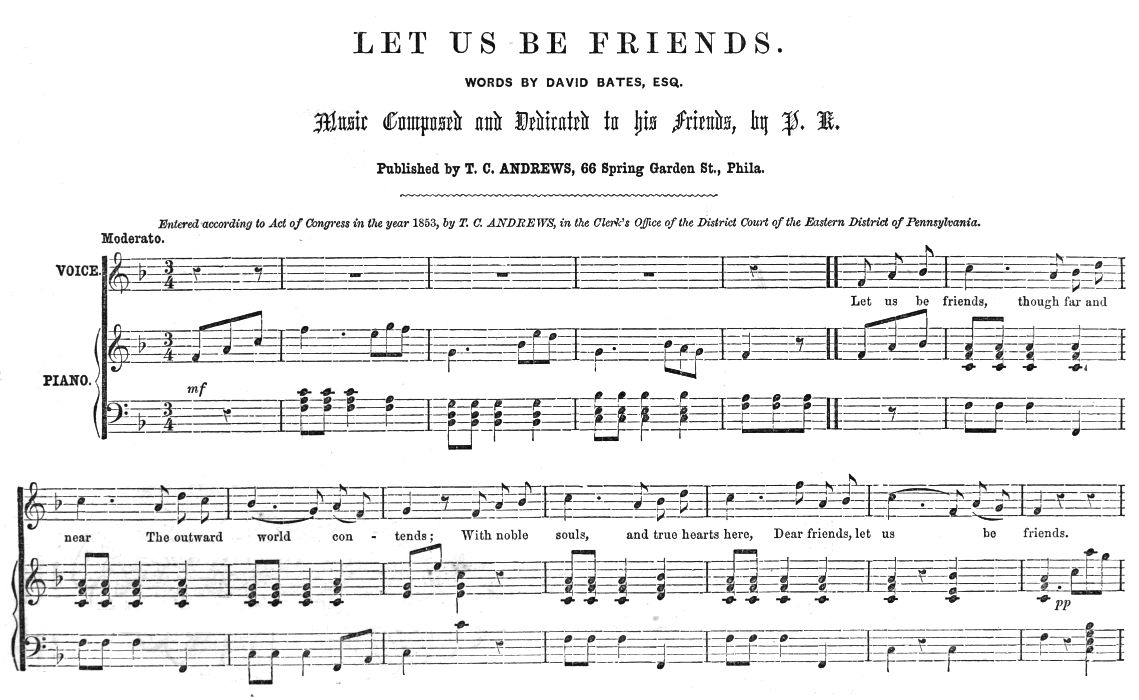 LET US BE FRIENDS.
WORDS BY DAVID BATES, ESQ.
Music Composed and Dedicated to his Friends, by P. K.
Published by T. C. ANDREWS, 66 Spring Garden St., Phila.
Entered according to Act of Congress in the year 1853, by T. C. ANDREWS, in the Clerk's Office of the District Court of the Eastern District of Pennsylvania.
Moderato.
VOICE.
Let us be friends, though far and
PIANO.
mf
near The outward world con - tends; With noble souls, and true hearts here, Dear friends, let us be friends.
pp